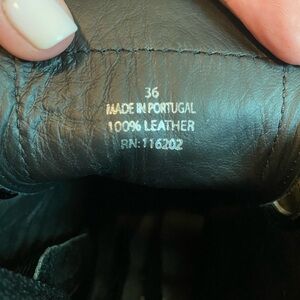 36
MADE IN PORTUGAL
100% LEATHER
RN: 116202